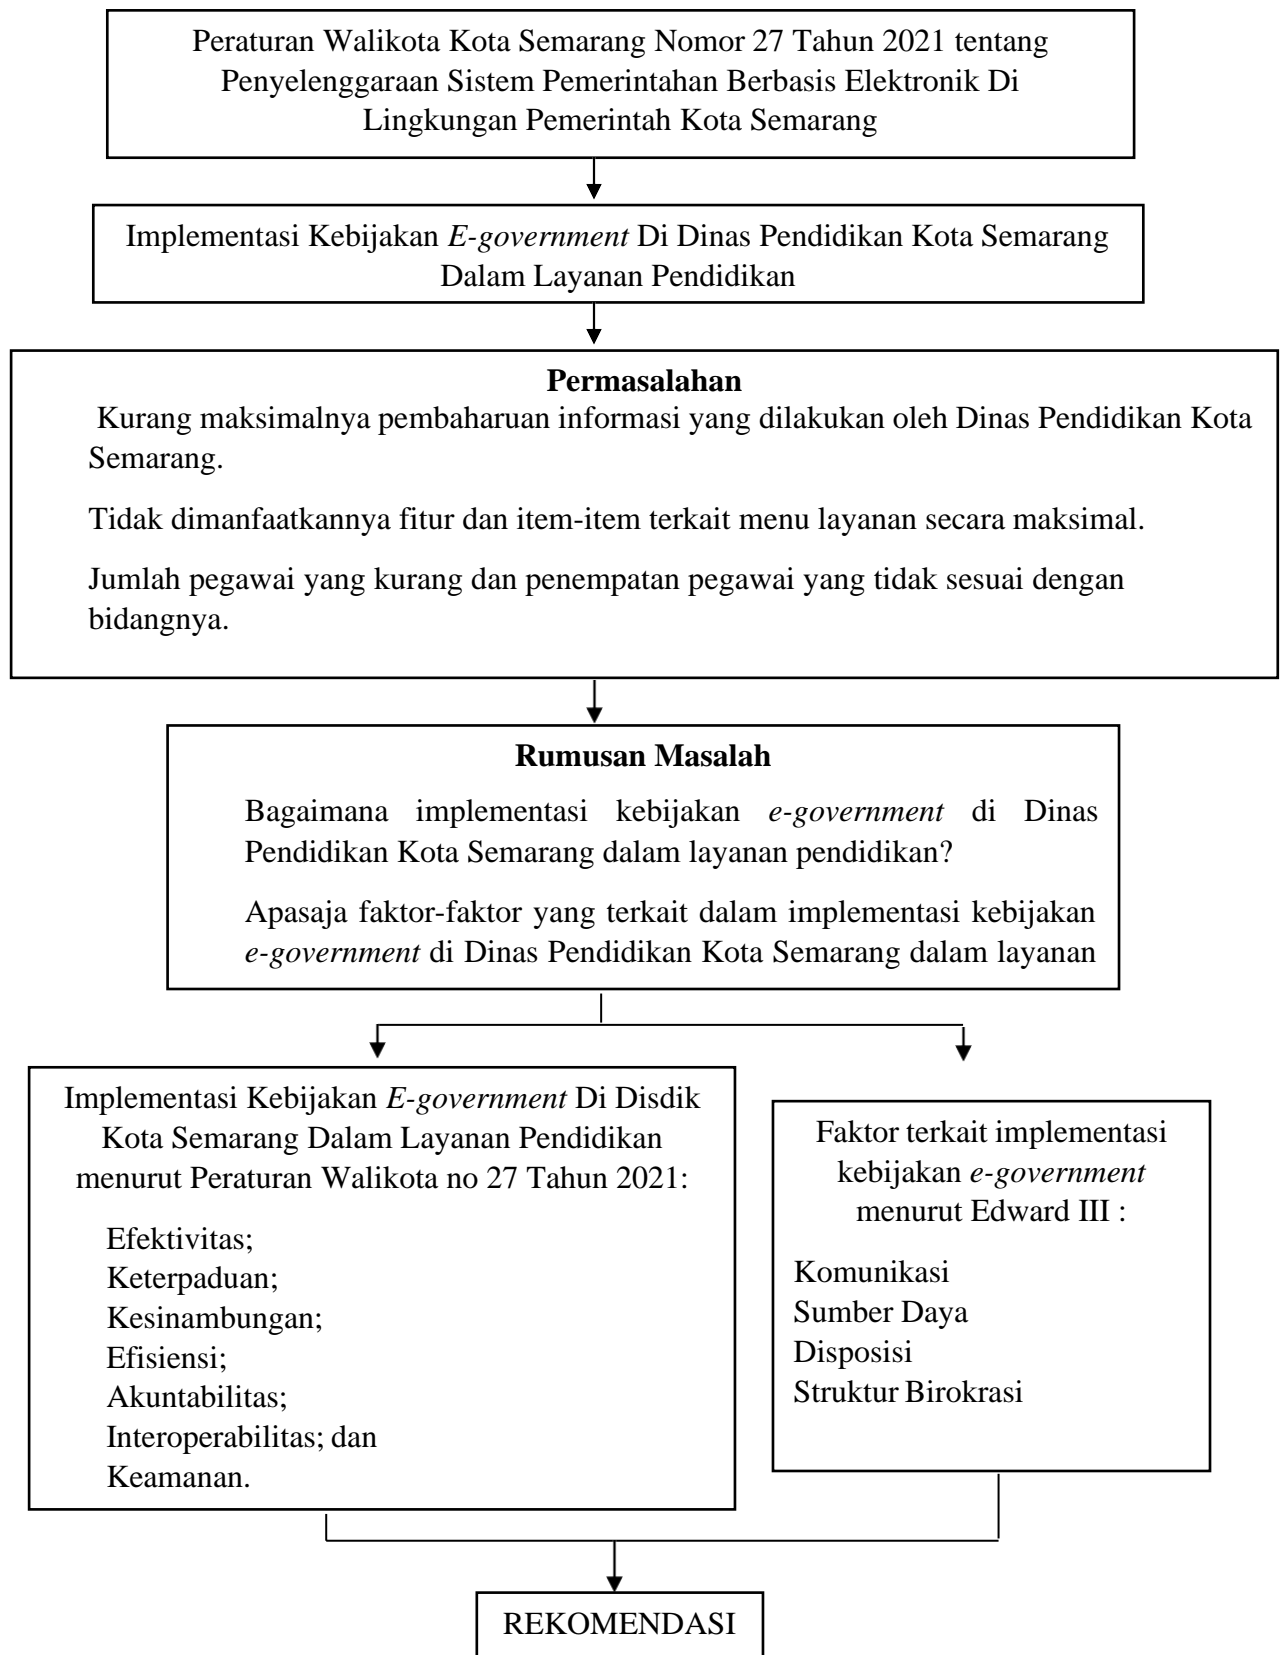 Peraturan Walikota Kota Semarang Nomor 27 Tahun 2021 tentang
Penyelenggaraan Sistem Pemerintahan Berbasis Elektronik Di
Lingkungan Pemerintah Kota Semarang
Implementasi Kebijakan E-government Di Dinas Pendidikan Kota Semarang
Dalam Layanan Pendidikan
Permasalahan
Kurang maksimalnya pembaharuan informasi yang dilakukan oleh Dinas Pendidikan Kota
Semarang.
Tidak dimanfaatkannya fitur dan item-item terkait menu layanan secara maksimal.
Jumlah pegawai yang kurang dan penempatan pegawai yang tidak sesuai dengan
bidangnya.
Rumusan Masalah
Bagaimana implementasi kebijakan e-government di Dinas
Pendidikan Kota Semarang dalam layanan pendidikan?
Apasaja faktor-faktor yang terkait dalam implementasi kebijakan
e-government di Dinas Pendidikan Kota Semarang dalam layanan
Implementasi Kebijakan E-government Di Disdik
Kota Semarang Dalam Layanan Pendidikan
menurut Peraturan Walikota no 27 Tahun 2021:
Efektivitas;
Keterpaduan;
Kesinambungan;
Efisiensi;
Akuntabilitas;
Interoperabilitas; dan
Keamanan.
Faktor terkait implementasi
kebijakan e-government
menurut Edward III :
Komunikasi
Sumber Daya
Disposisi
Struktur Birokrasi
REKOMENDASI